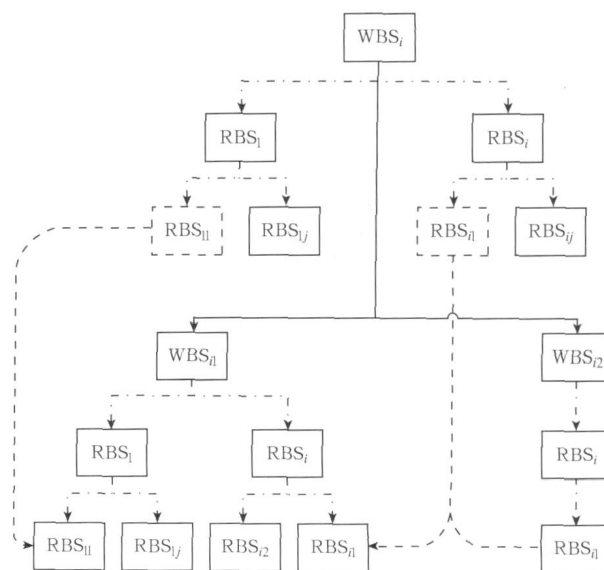 WBSi
RBS1
RBSi
RBS11
RBS1j
RBSi1
RBSij
WBSi1
WBSi2
RBS1
RBSi
RBSi
RBS11
RBS1j
RBSi2
RBSi1
RBSi1